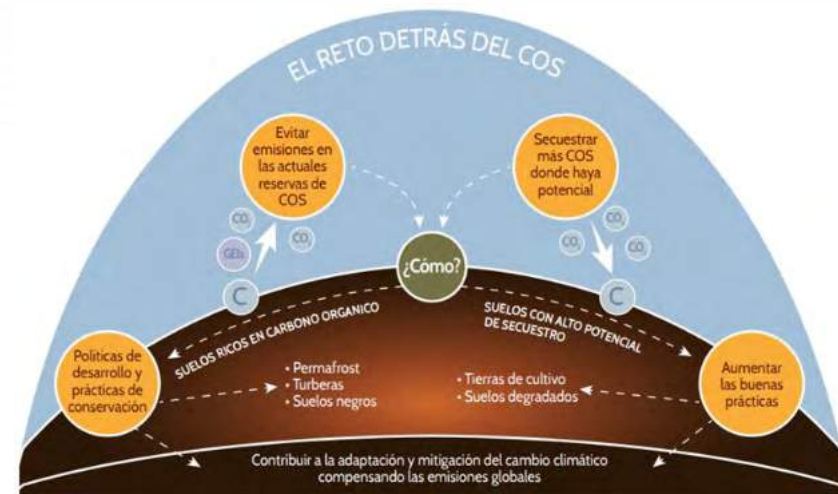 EL RETO DETRÁS DEL COS
Evitar
emisiones en
las actuales
reservas de
COS
Secuestrar
más COS
donde haya
potencial
CO₂
GEIs
CO₂
CO₂
CO₂
CO₂
C
¿Cómo?
C
SUELOS RICOS EN CARBONO ORGANICO
SUELOS CON ALTO POTENCIAL
DE SECUESTRO
Políticas de
desarrollo y
prácticas de
conservación
• Permafrost
• Turberas
• Suelos negros
• Tierras de cultivo
• Suelos degradados
Aumentar
las buenas
prácticas
Contribuir a la adaptación y mitigación del cambio climático
compensando las emisiones globales